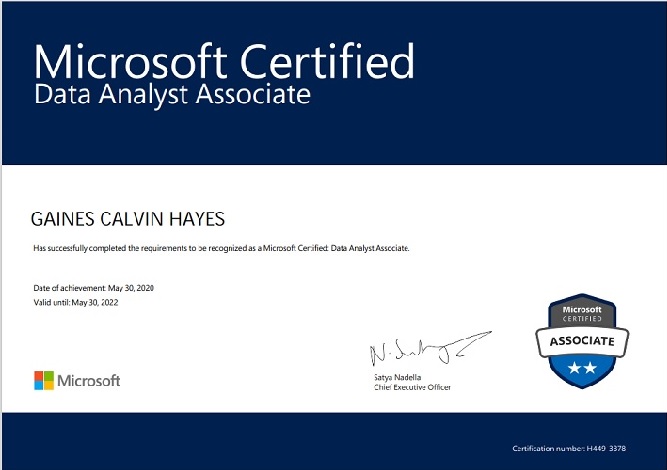 Microsoft Certified
Data Analyst Associate
GAINES CALVIN HAYES
Has successfully completed the requirements to be recognized as a Microsoft Certified: Data Analyst Associate.
Date of achievement: May 30, 2020
Valid until: May 30, 2022
Microsoft
CERTIFIED
ASSOCIATE
Satya Nadella
Chief Executive Officer
Microsoft
Certification number: H449-3378